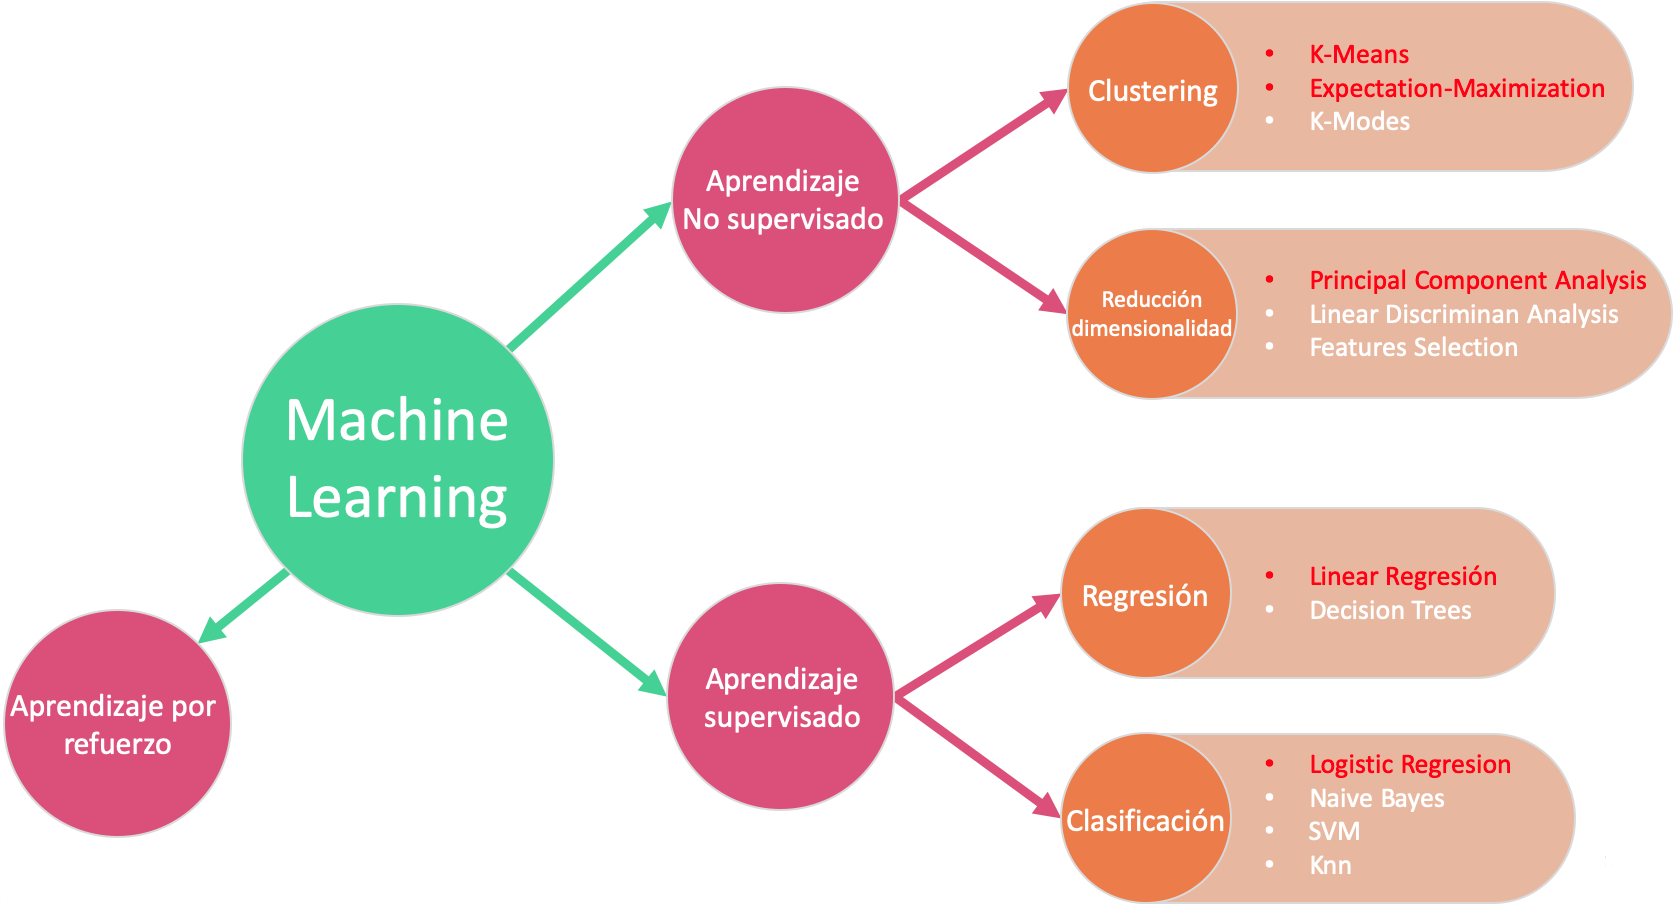 Machine
Learning
Aprendizaje
No supervisado
Clustering
• K-Means
• Expectation-Maximization
• K-Modes
Reducción
dimensionalidad
• Principal Component Analysis
• Linear Discriminan Analysis
• Features Selection
Aprendizaje
supervisado
Regresión
• Linear Regresión
• Decision Trees
Clasificación
• Logistic Regresion
• Naive Bayes
• SVM
• Knn
Aprendizaje por
refuerzo